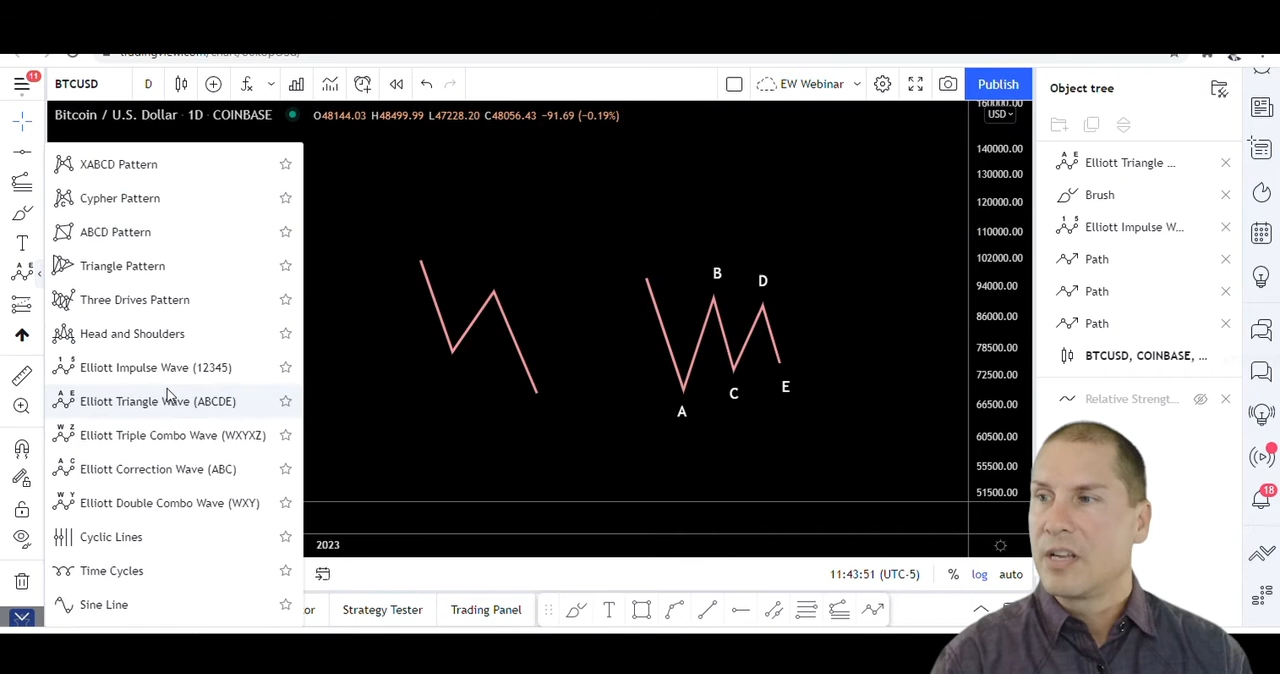 11
BTCUSD
D
EW Webinar
Publish
Object tree
Bitcoin / U.S. Dollar · 1D · COINBASE
O48144.03 H48499.99 L47228.20 C48056.43 −91.69 (−0.19%)
160000.00
USD
140000.00
130000.00
120000.00
110000.00
102000.00
94000.00
86000.00
78500.00
72500.00
66500.00
60500.00
55500.00
51500.00
XABCD Pattern
Cypher Pattern
ABCD Pattern
Triangle Pattern
Three Drives Pattern
Head and Shoulders
Elliott Impulse Wave (12345)
Elliott Triangle Wave (ABCDE)
Elliott Triple Combo Wave (WXYXZ)
Elliott Correction Wave (ABC)
Elliott Double Combo Wave (WXY)
Cyclic Lines
Time Cycles
Sine Line
B
D
C
E
A
Elliott Triangle ...
Brush
Elliott Impulse W...
Path
Path
Path
BTCUSD, COINBASE, ...
Relative Strengt...
18
2023
11:43:51 (UTC-5)
%
log
auto
or
Strategy Tester
Trading Panel